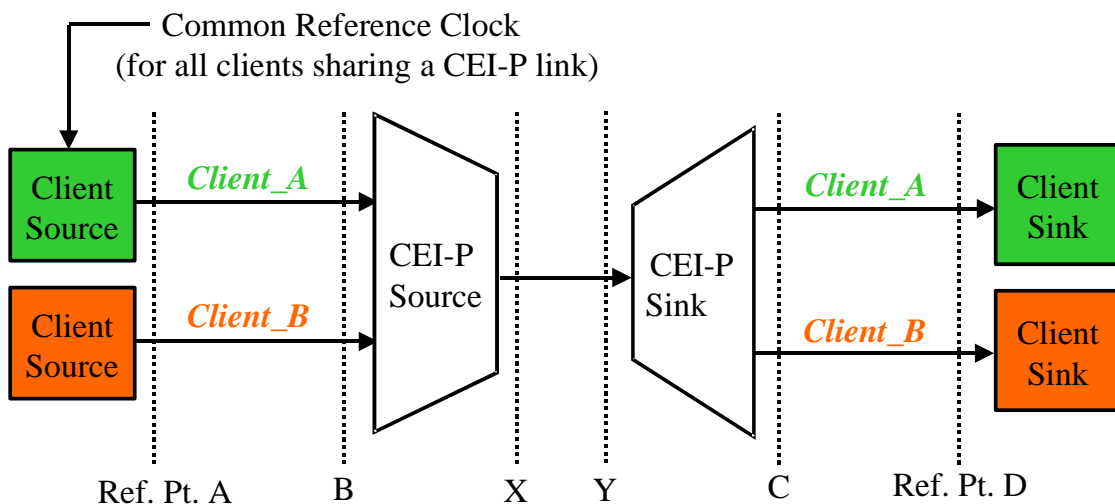 Common Reference Clock
(for all clients sharing a CEI-P link)
Client
Source
Client_A
Client
Source
Client_B
CEI-P
Source
CEI-P
Sink
Client_A
Client
Sink
Client_B
Client
Sink
Ref. Pt. A
B
X
Y
C
Ref. Pt. D